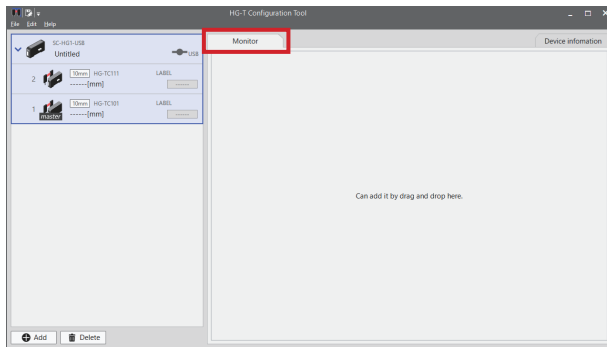 HG-T Configuration Tool
File Edit Help
SC-HG1-USB
Untitled
USB
2
10mm HG-TC111
LABEL
------[mm]
------
1
10mm HG-TC101
LABEL
master
------[mm]
------
Monitor
Device infomation
Can add it by drag and drop here.
Add
Delete